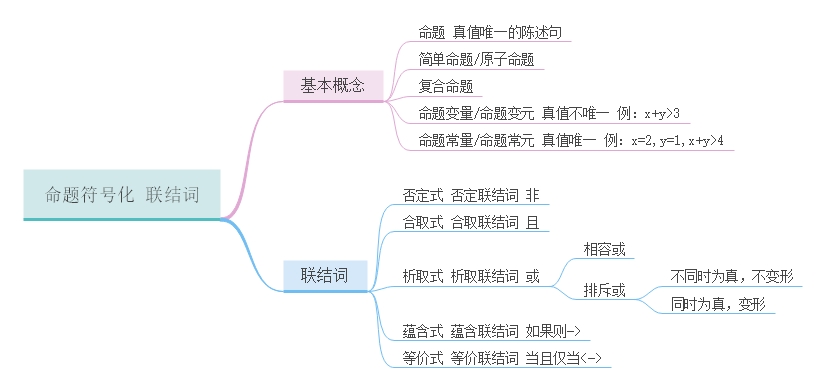 命题符号化 联结词
基本概念
命题 真值唯一的陈述句
简单命题/原子命题
复合命题
命题变量/命题变元 真值不唯一 例：x+y>3
命题常量/命题常元 真值唯一 例：x=2,y=1,x+y>4
联结词
否定式 否定联结词 非
合取式 合取联结词 且
析取式 析取联结词 或
相容或
排斥或
不同时为真，不变形
同时为真，变形
蕴含式 蕴含联结词 如果则->
等价式 等价联结词 当且仅当<->